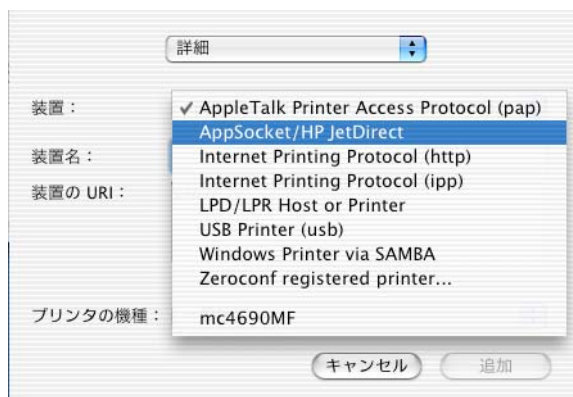 詳細
装置：
✓ AppleTalk Printer Access Protocol (pap)
AppSocket/HP JetDirect
装置名：
Internet Printing Protocol (http)
装置の URI：
Internet Printing Protocol (ipp)
LPD/LPR Host or Printer
USB Printer (usb)
Windows Printer via SAMBA
Zeroconf registered printer...
プリンタの機種：
mc4690MF
キャンセル
追加